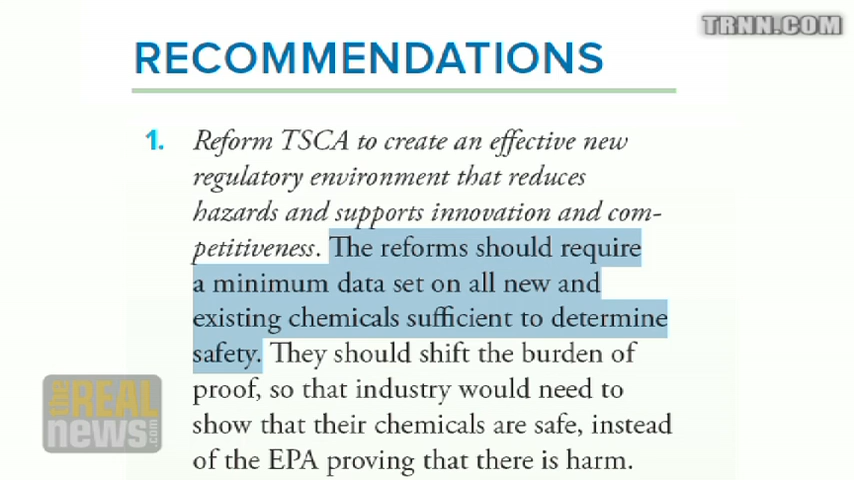 TRNN.COM
RECOMMENDATIONS
1. Reform TSCA to create an effective new
regulatory environment that reduces
hazards and supports innovation and com-
petitiveness. The reforms should require
a minimum data set on all new and
existing chemicals sufficient to determine
safety. They should shift the burden of
proof, so that industry would need to
show that their chemicals are safe, instead
of the EPA proving that there is harm.
the REAL
news.com